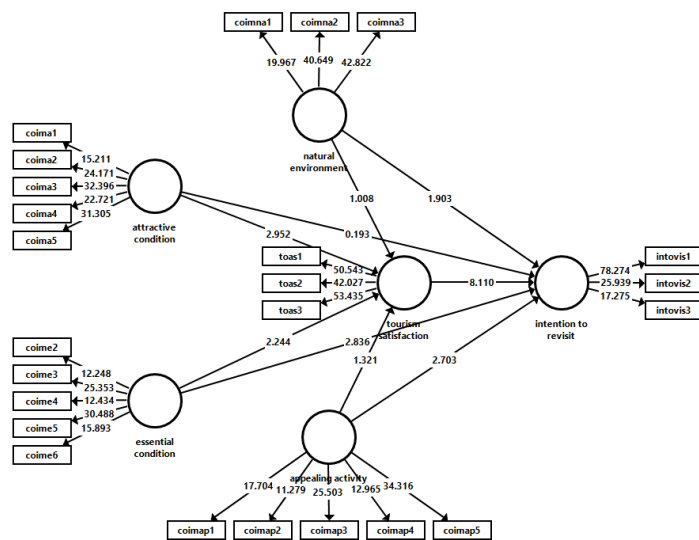 coimna1
coimna2
coimna3
19.967
40.649
42.822
natural
environment
coima1
coima2
coima3
coima4
coima5
15.211
24.171
32.396
22.721
31.305
attractive
condition
1.008
1.903
2.952
0.193
toas1
toas2
toas3
50.543
42.027
53.435
tourism
satisfaction
8.110
intention to
revisit
78.274
25.939
17.275
intovis1
intovis2
intovis3
2.244
2.836
1.321
2.703
coime2
coime3
coime4
coime5
coime6
12.248
25.353
12.434
30.488
15.893
essential
condition
appealing activity
17.704
11.279
25.503
12.965
34.316
coimap1
coimap2
coimap3
coimap4
coimap5